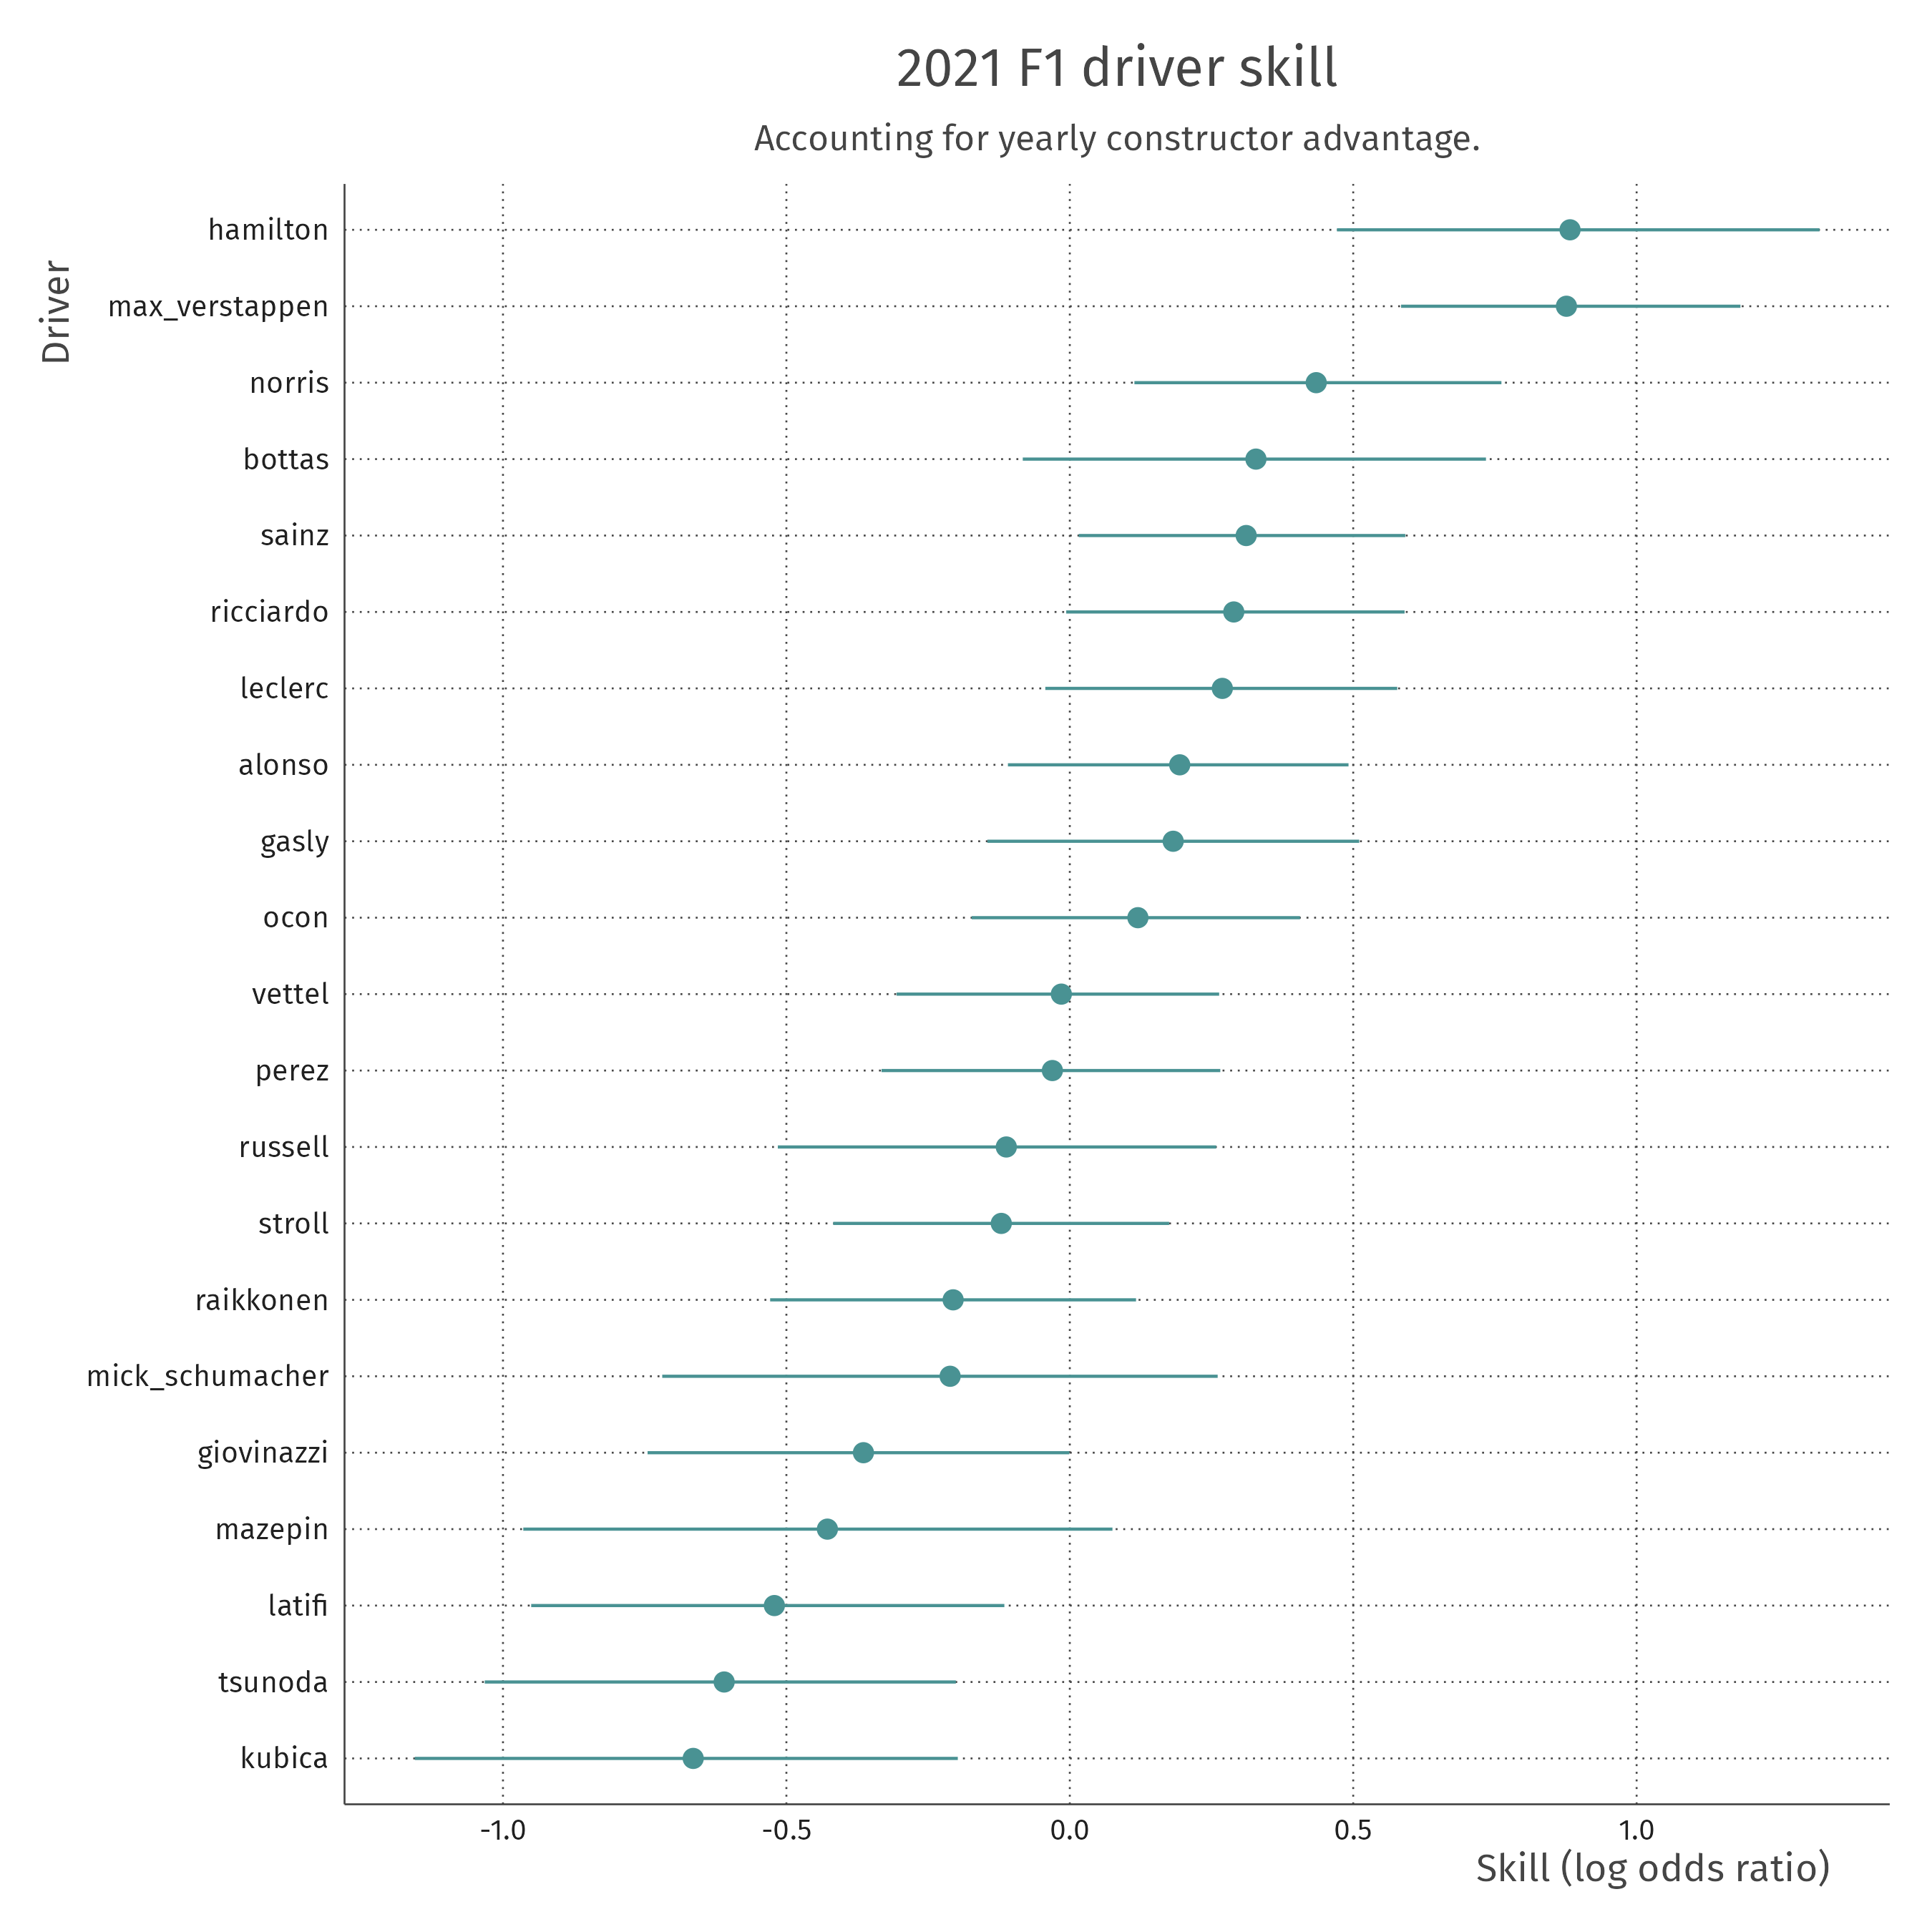 2021 F1 driver skill
Accounting for yearly constructor advantage.
Driver
hamilton
max_verstappen
norris
bottas
sainz
ricciardo
leclerc
alonso
gasly
ocon
vettel
perez
russell
stroll
raikkonen
mick_schumacher
giovinazzi
mazepin
latifi
tsunoda
kubica
-1.0 -0.5 0.0 0.5 1.0
Skill (log odds ratio)